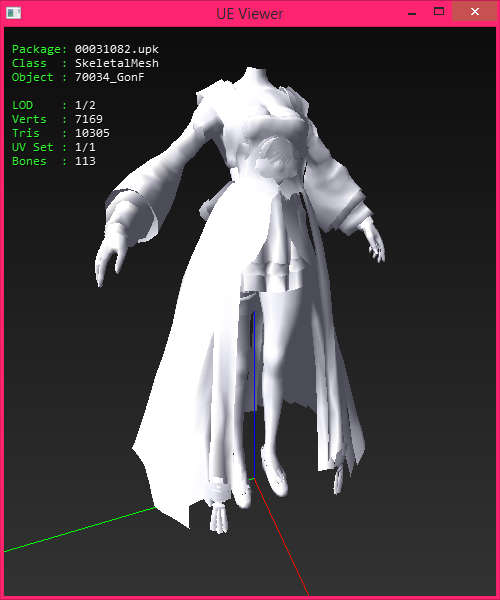 UE Viewer
Package: 00031082.upk
Class : SkeletalMesh
Object : 70034_GonF
LOD : 1/2
Verts : 7169
Tris : 10305
UV Set : 1/1
Bones : 113